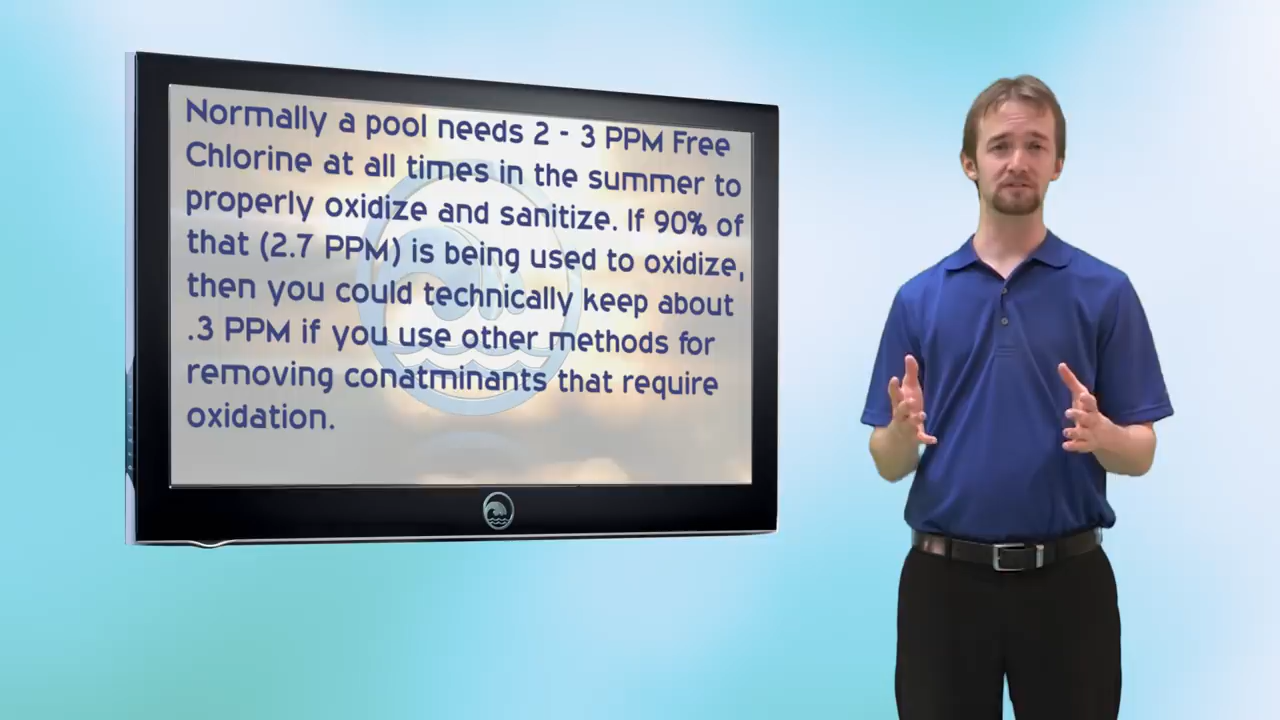 Normally a pool needs 2 - 3 PPM Free
Chlorine at all times in the summer to
properly oxidize and sanitize. If 90% of
that (2.7 PPM) is being used to oxidize,
then you could technically keep about
.3 PPM if you use other methods for
removing conatminants that require
oxidation.